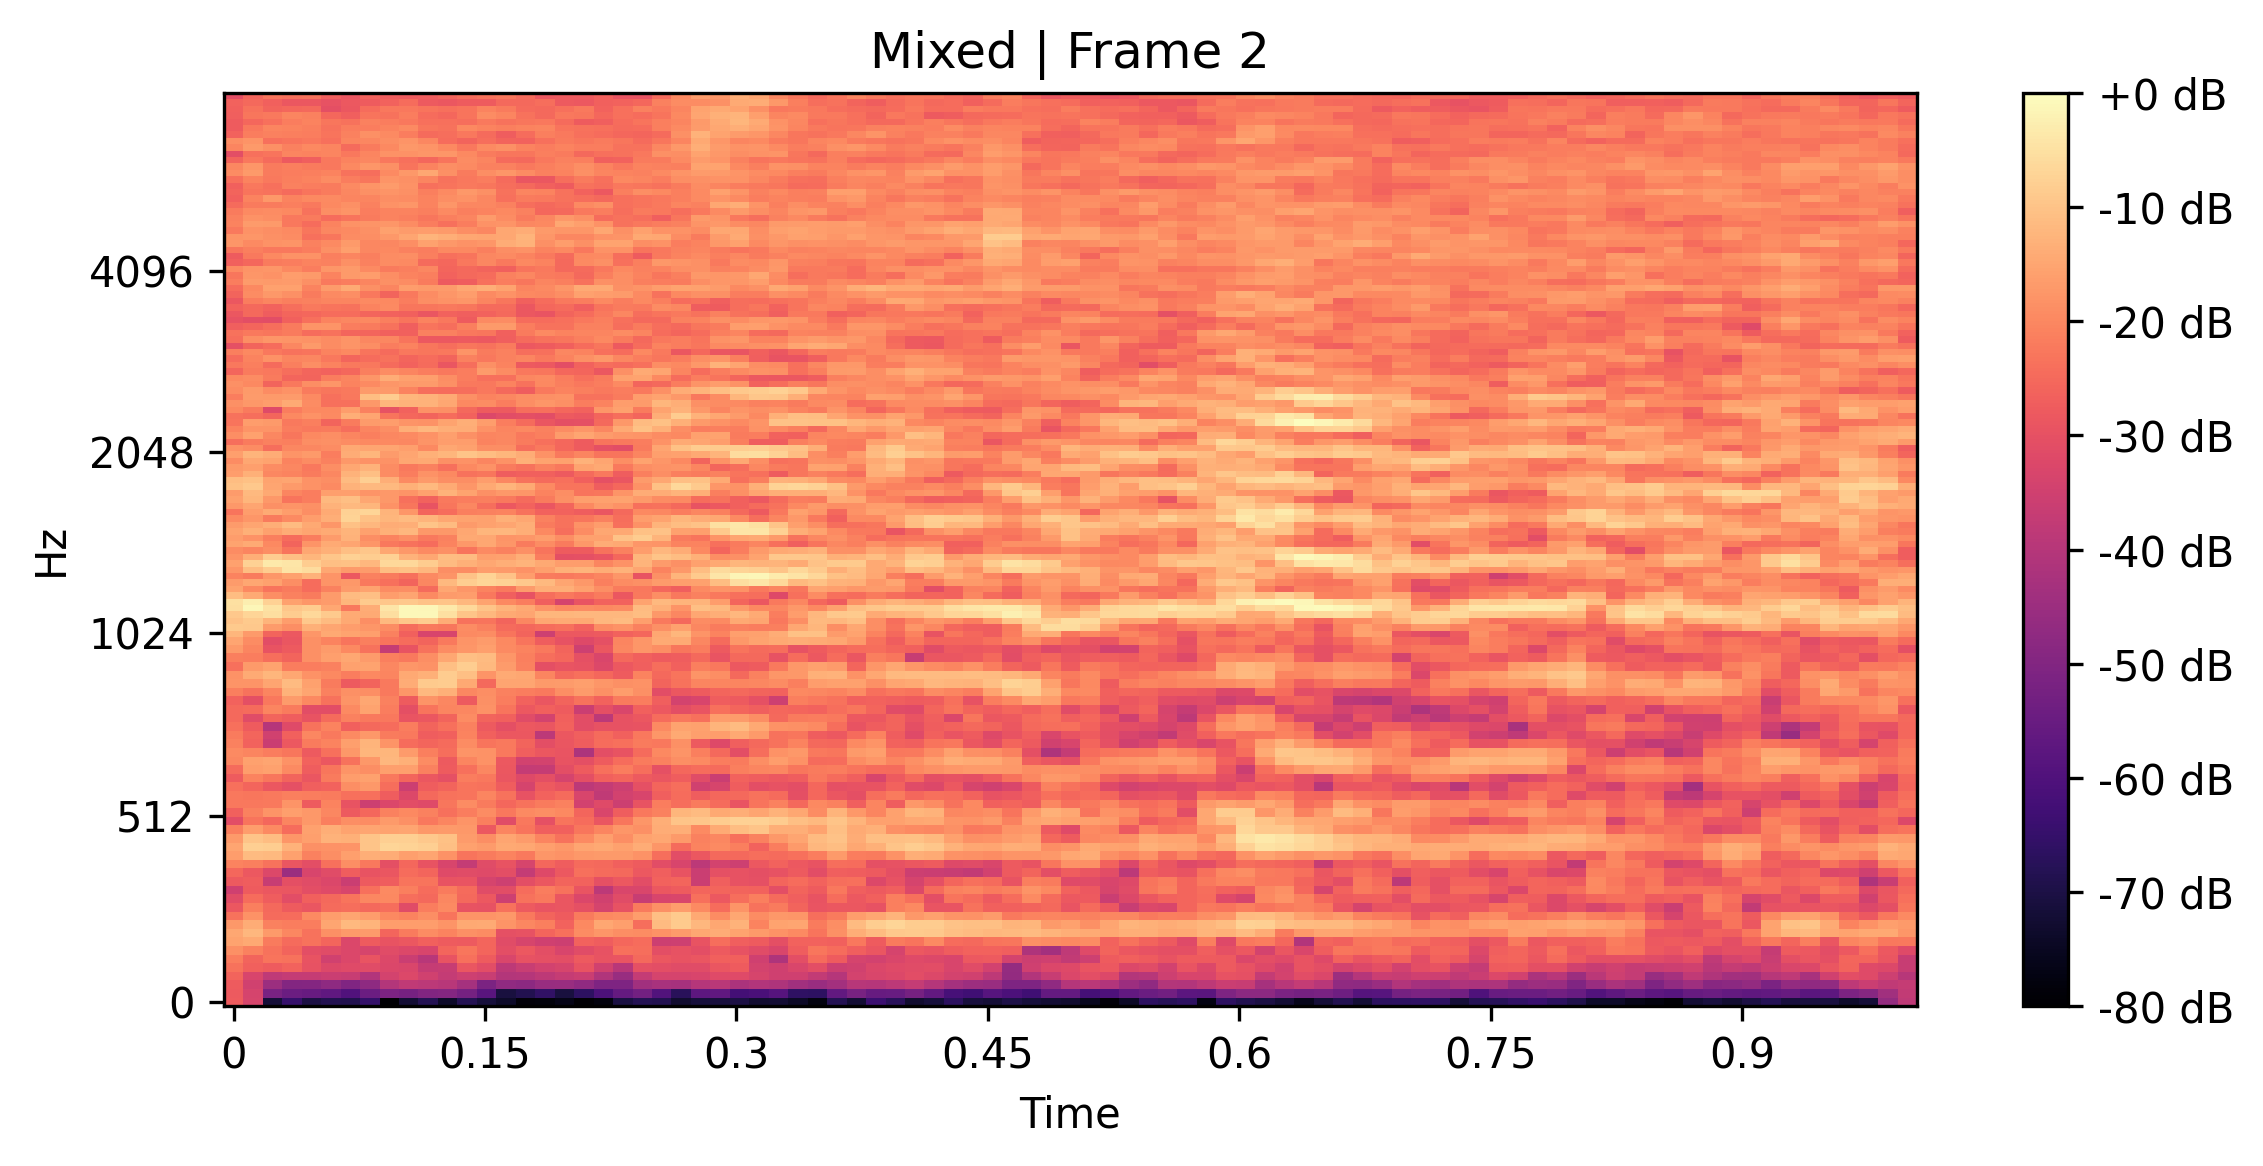 Mixed | Frame 2
Hz
4096
2048
1024
512
0
0 0.15 0.3 0.45 0.6 0.75 0.9
Time
+0 dB
-10 dB
-20 dB
-30 dB
-40 dB
-50 dB
-60 dB
-70 dB
-80 dB